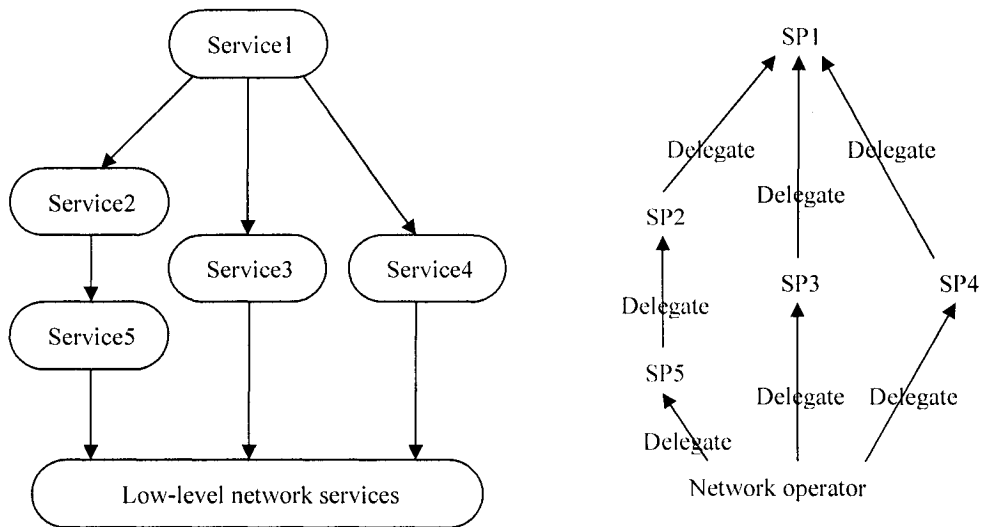 Service1
Service2
Service3
Service4
Service5
Low-level network services
SP1
Delegate
Delegate
Delegate
SP2
SP3
SP4
Delegate
SP5
Delegate
Delegate
Delegate
Network operator